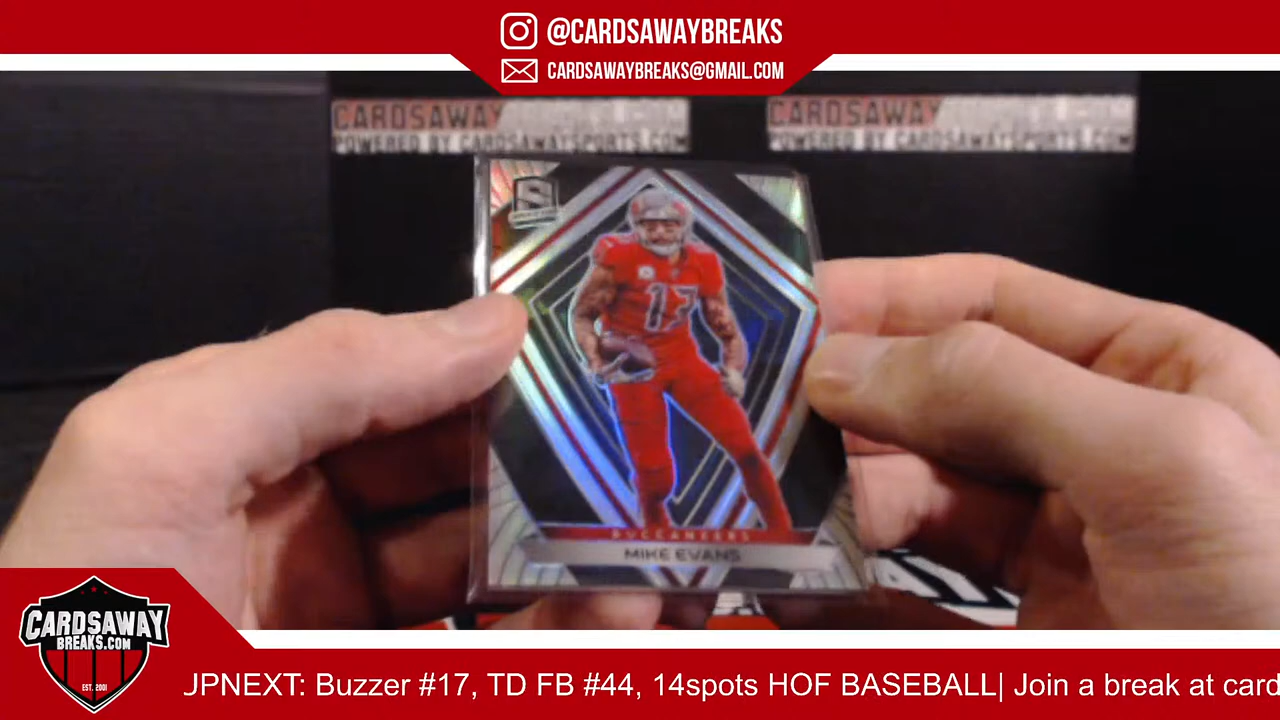 @CARDSAWAYBREAKS
CARDSAWAYBREAKS@GMAIL.COM
CARDSAWAY
CARDSAWAY
POWERED BY CARDSAWAYSPORTS.COM
POWERED BY CARDSAWAYSPORTS.COM
S
17
BUCCANEERS
MIKE EVANS
CARDSAWAY
BREAKS.COM
EST. 2001
JPNEXT: Buzzer #17, TD FB #44, 14spots HOF BASEBALL| Join a break at card